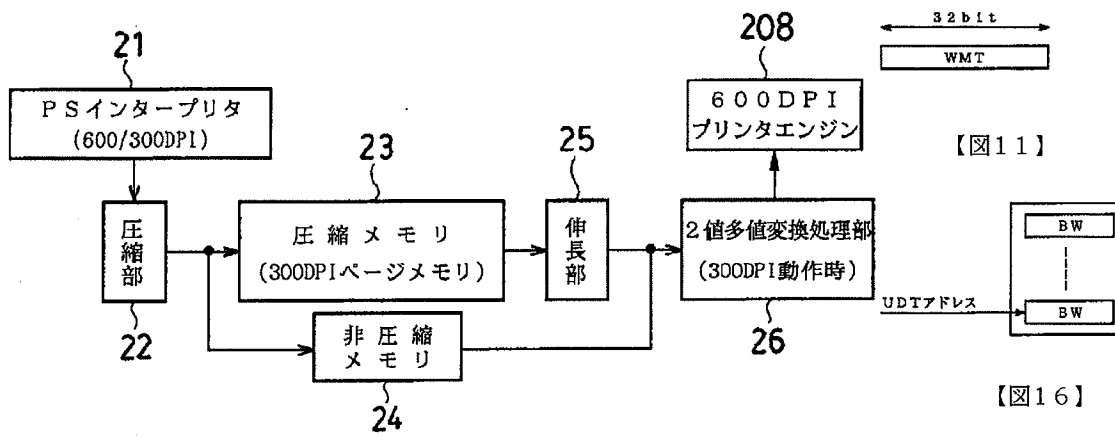 21
PSインタープリタ
(600/300DPI)
圧縮部
22
23
圧縮メモリ
(300DPIページメモリ)
非圧縮
メモリ
24
25
伸長部
208
600DPI
プリンタエンジン
2値多値変換処理部
(300DPI動作時)
26
32bit
WMT
【図11】
BW
UDTアドレス
BW
【図16】